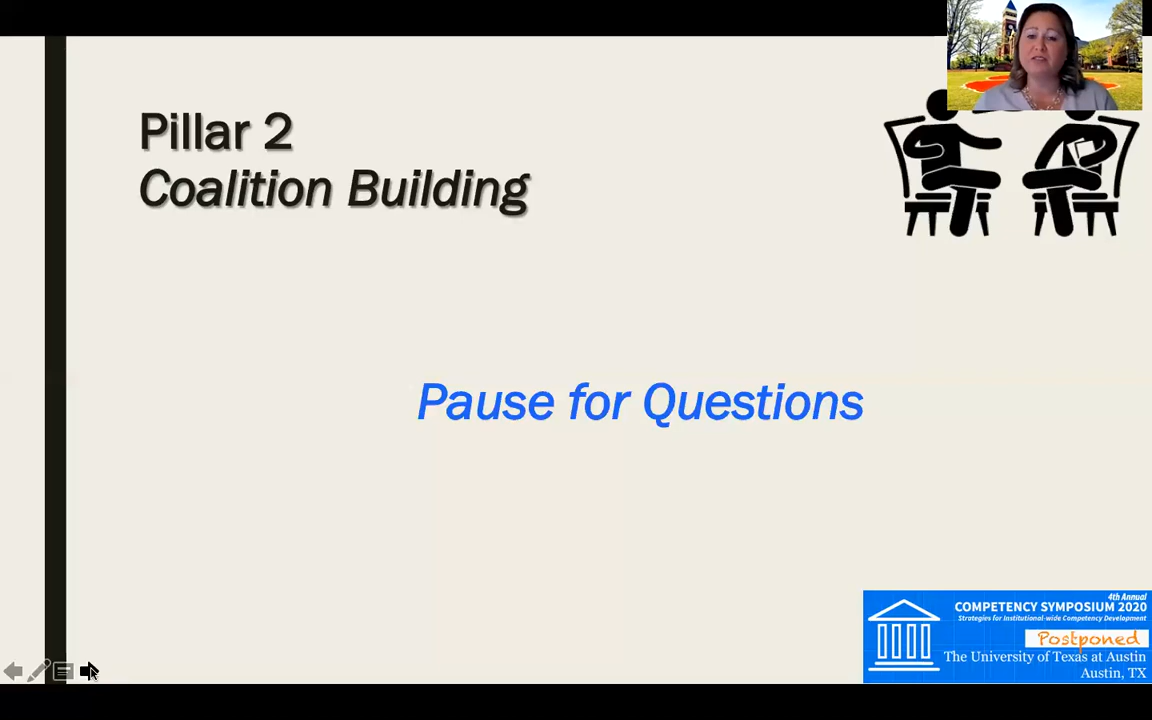 Pillar 2
Coalition Building
Pause for Questions
4th Annual
COMPETENCY SYMPOSIUM 2020
Strategies for Institutional-wide Competency Development
Postponed
The University of Texas at Austin
Austin, TX